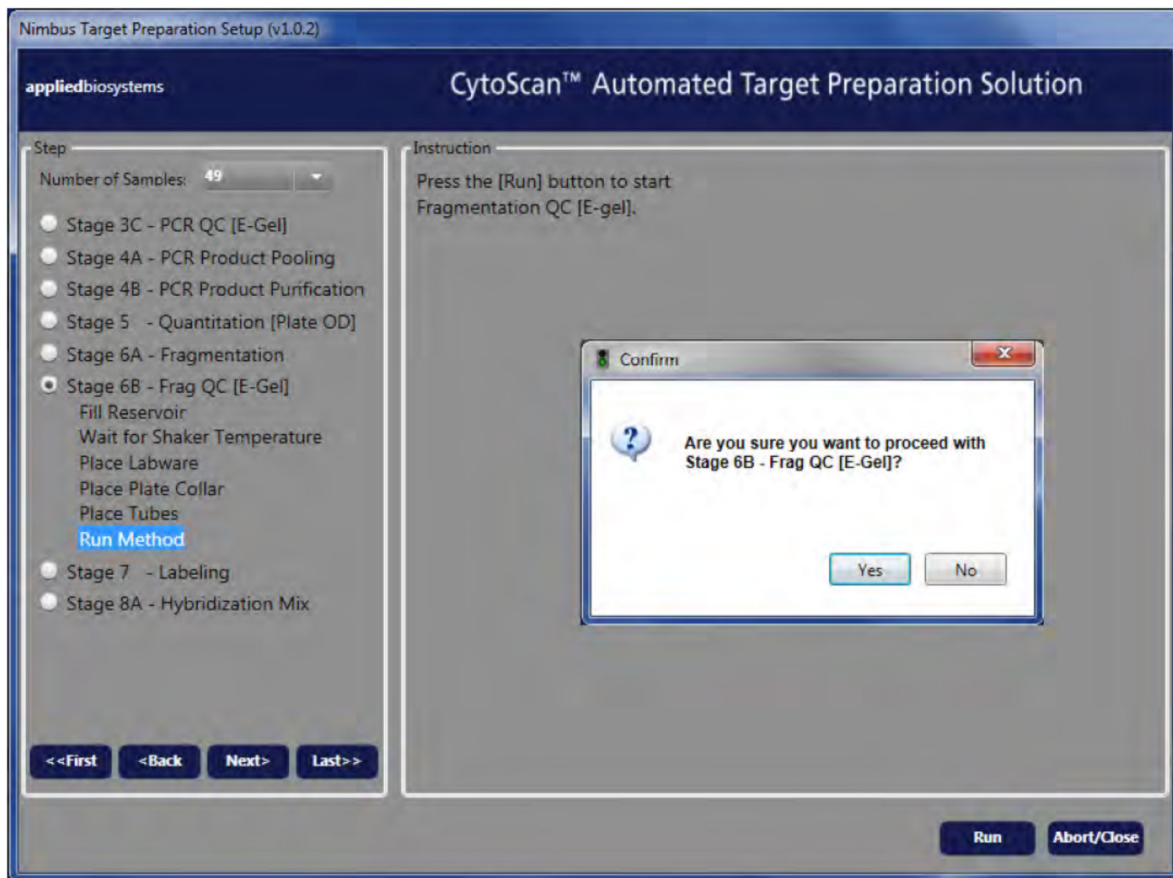 Nimbus Target Preparation Setup (v1.0.2)
appliedbiosystems
CytoScan™ Automated Target Preparation Solution
Step
Number of Samples: 49
Stage 3C - PCR QC [E-Gel]
Stage 4A - PCR Product Pooling
Stage 4B - PCR Product Purification
Stage 5 - Quantitation [Plate OD]
Stage 6A - Fragmentation
Stage 6B - Frag QC [E-Gel]
Fill Reservoir
Wait for Shaker Temperature
Place Labware
Place Plate Collar
Place Tubes
Run Method
Stage 7 - Labeling
Stage 8A - Hybridization Mix
<<First <Back Next> Last>>
Instruction
Press the [Run] button to start
Fragmentation QC [E-gel].
Confirm
Are you sure you want to proceed with
Stage 6B - Frag QC [E-Gel]?
Yes No
Run Abort/Close